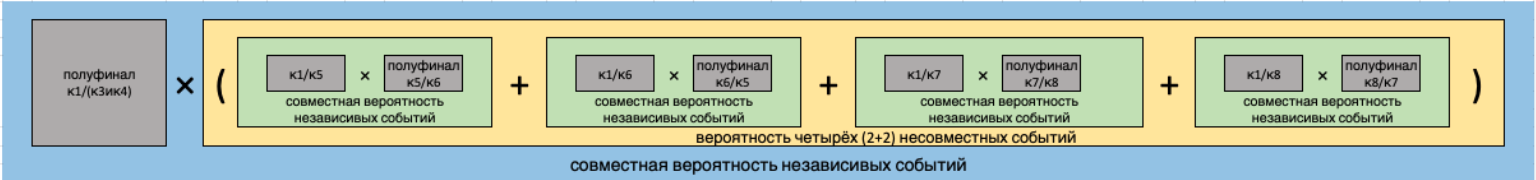 полуфинал
к1/(к3ик4)
×
(
к1/к5
×
полуфинал
к5/к6
совместная вероятность
независивых событий
+
к1/к6
×
полуфинал
к6/к5
совместная вероятность
независивых событий
+
к1/к7
×
полуфинал
к7/к8
совместная вероятность
независивых событий
+
к1/к8
×
полуфинал
к8/к7
совместная вероятность
независивых событий
)
вероятность четырёх (2+2) несовместных событий
совместная вероятность независивых событий